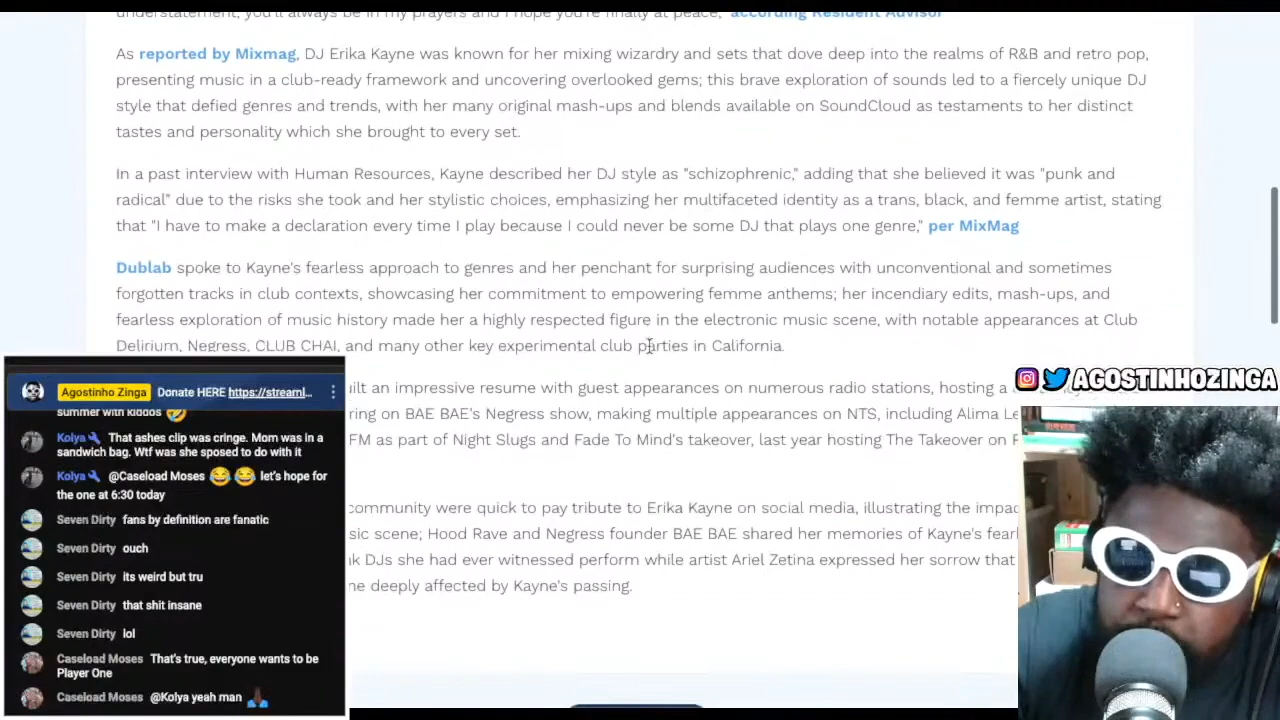 understatement, you'll always be in my prayers and I hope you're finally at peace," according Resident Advisor
As reported by Mixmag, DJ Erika Kayne was known for her mixing wizardry and sets that dove deep into the realms of R&B and retro pop,
presenting music in a club-ready framework and uncovering overlooked gems; this brave exploration of sounds led to a fiercely unique DJ
style that defied genres and trends, with her many original mash-ups and blends available on SoundCloud as testaments to her distinct
tastes and personality which she brought to every set.
In a past interview with Human Resources, Kayne described her DJ style as "schizophrenic," adding that she believed it was "punk and
radical" due to the risks she took and her stylistic choices, emphasizing her multifaceted identity as a trans, black, and femme artist, stating
that "I have to make a declaration every time I play because I could never be some DJ that plays one genre," per MixMag
Dublab spoke to Kayne's fearless approach to genres and her penchant for surprising audiences with unconventional and sometimes
forgotten tracks in club contexts, showcasing her commitment to empowering femme anthems; her incendiary edits, mash-ups, and
fearless exploration of music history made her a highly respected figure in the electronic music scene, with notable appearances at Club
Delirium, Negress, CLUB CHAI, and many other key experimental club parties in California.
uilt an impressive resume with guest appearances on numerous radio stations, hosting a
ring on BAE BAE's Negress show, making multiple appearances on NTS, including Alima Le
FM as part of Night Slugs and Fade To Mind's takeover, last year hosting The Takeover on
community were quick to pay tribute to Erika Kayne on social media, illustrating the impac
sic scene; Hood Rave and Negress founder BAE BAE shared her memories of Kayne's fearl
nk DJs she had ever witnessed perform while artist Ariel Zetina expressed her sorrow that
ne deeply affected by Kayne's passing.
Agostinho Zinga Donate HERE https://streaml...
summer with kiddos
Kolya That ashes clip was cringe. Mom was in a
sandwich bag. Wtf was she sposed to do with it
Kolya @Caseload Moses let's hope for
the one at 6:30 today
Seven Dirty fans by definition are fanatic
Seven Dirty ouch
Seven Dirty its weird but tru
Seven Dirty that shit insane
Seven Dirty lol
Caseload Moses That's true, everyone wants to be
Player One
Caseload Moses @Kolya yeah man
AGOSTINHOZINGA